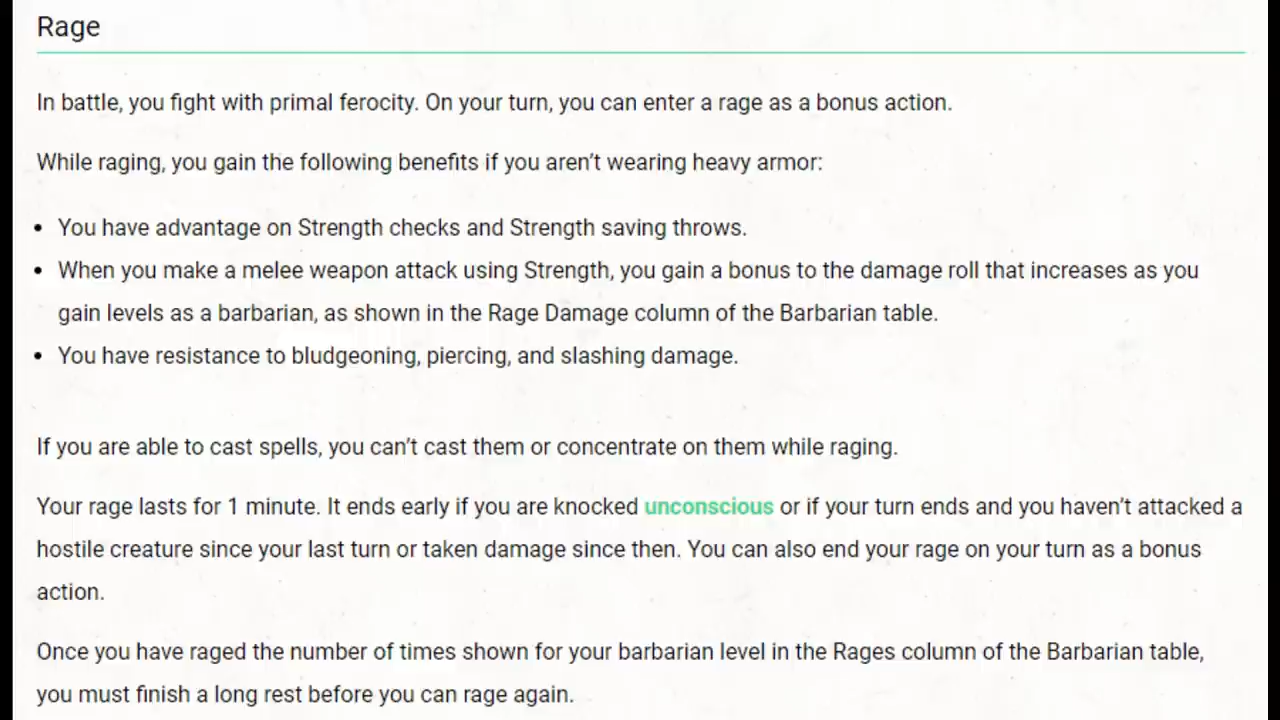 Rage
In battle, you fight with primal ferocity. On your turn, you can enter a rage as a bonus action.
While raging, you gain the following benefits if you aren’t wearing heavy armor:
• You have advantage on Strength checks and Strength saving throws.
• When you make a melee weapon attack using Strength, you gain a bonus to the damage roll that increases as you
gain levels as a barbarian, as shown in the Rage Damage column of the Barbarian table.
• You have resistance to bludgeoning, piercing, and slashing damage.
If you are able to cast spells, you can’t cast them or concentrate on them while raging.
Your rage lasts for 1 minute. It ends early if you are knocked unconscious or if your turn ends and you haven’t attacked a
hostile creature since your last turn or taken damage since then. You can also end your rage on your turn as a bonus
action.
Once you have raged the number of times shown for your barbarian level in the Rages column of the Barbarian table,
you must finish a long rest before you can rage again.